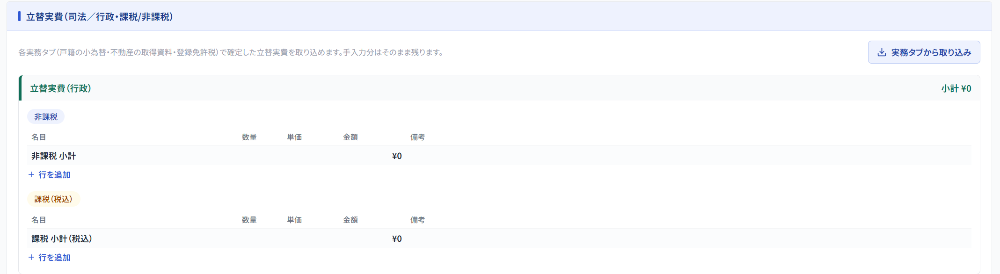 立替実費（司法／行政・課税/非課税）
各実務タブ（戸籍の小為替・不動産の取得資料・登録免許税）で確定した立替実費を取り込めます。手入力分はそのまま残ります。
実務タブから取り込み
立替実費（行政） 小計 ¥0
非課税
名目 数量 単価 金額 備考
非課税 小計 ¥0
+ 行を追加
課税（税込）
名目 数量 単価 金額 備考
課税 小計（税込） ¥0
+ 行を追加